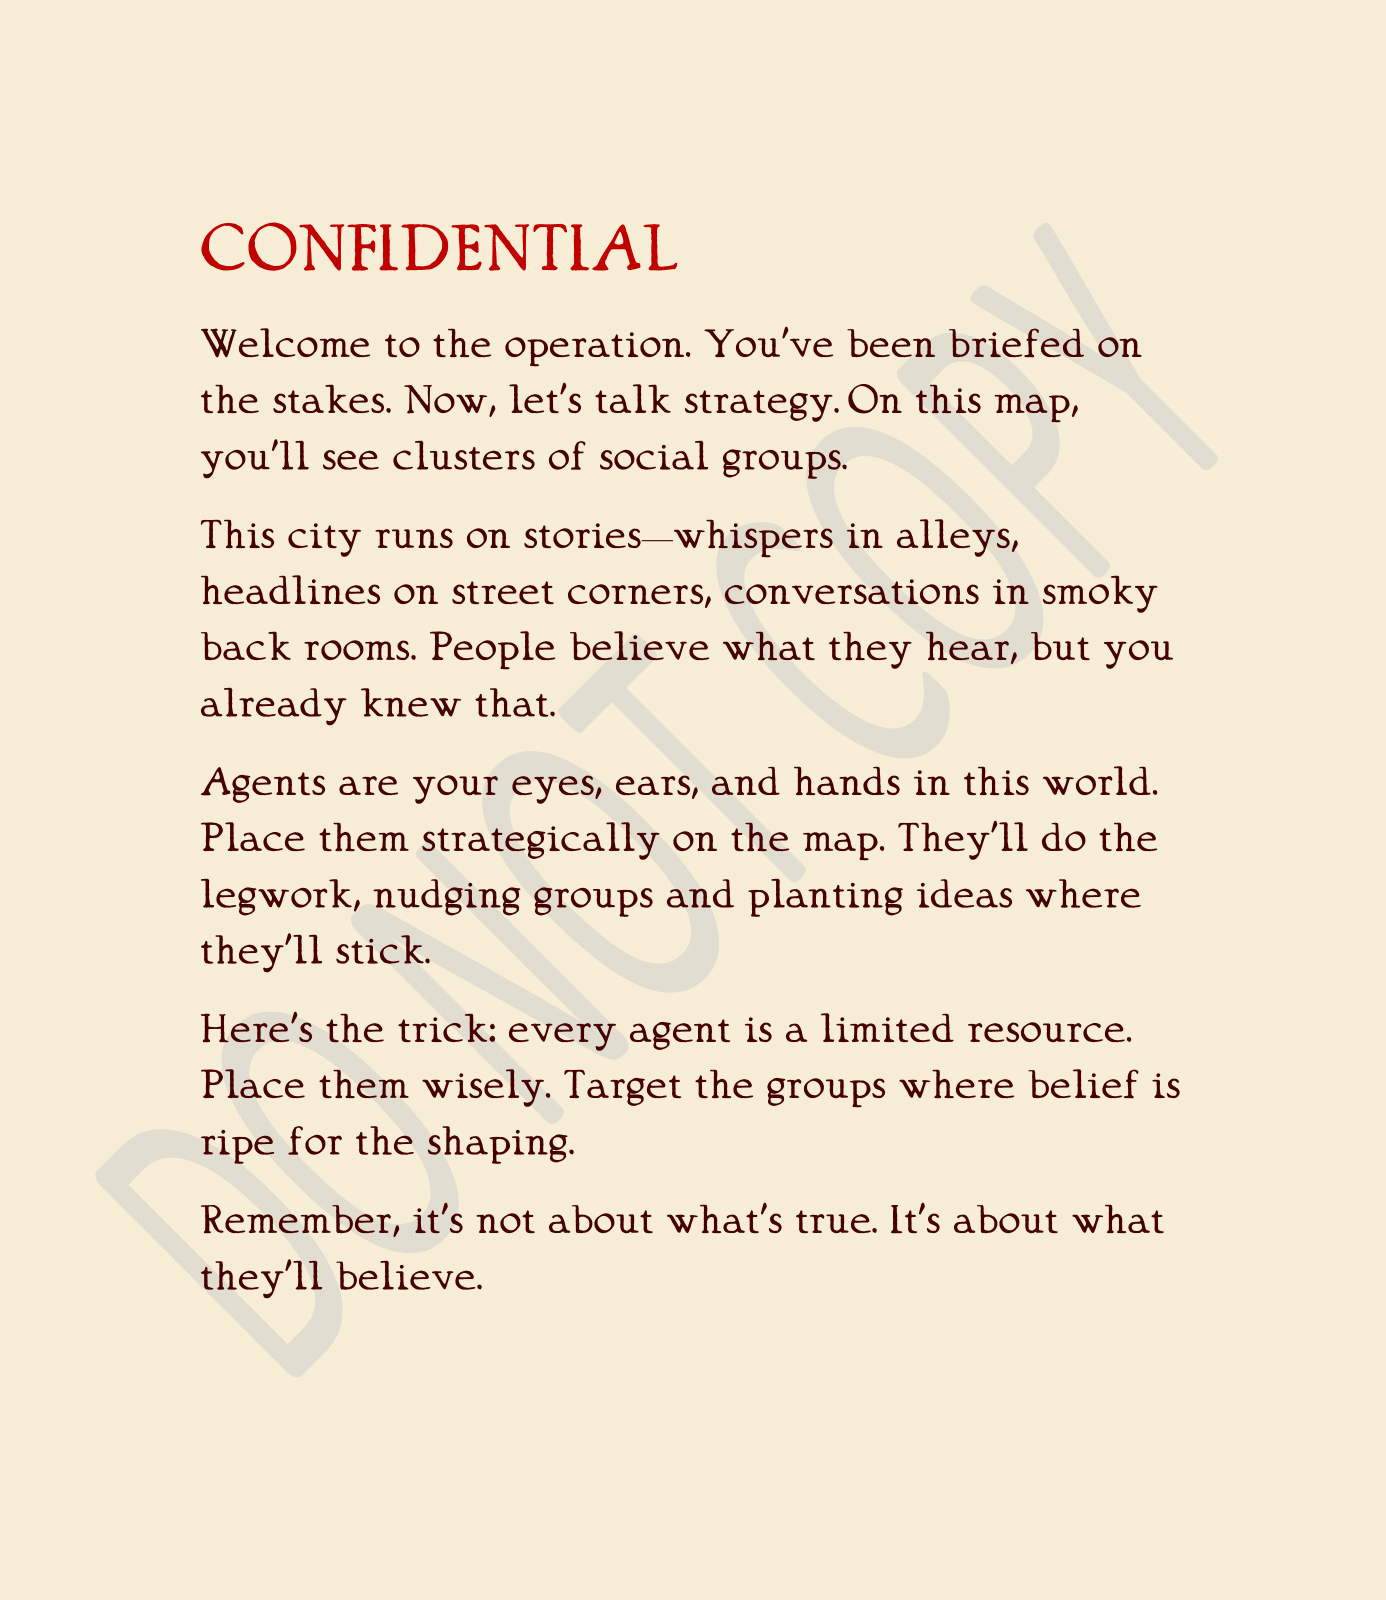 CONFIDENTIAL
Welcome to the operation. You've been briefed on
the stakes. Now, let's talk strategy. On this map,
you'll see clusters of social groups.
This city runs on stories—whispers in alleys,
headlines on street corners, conversations in smoky
back rooms. People believe what they hear, but you
already knew that.
Agents are your eyes, ears, and hands in this world.
Place them strategically on the map. They'll do the
legwork, nudging groups and planting ideas where
they'll stick.
Here's the trick: every agent is a limited resource.
Place them wisely. Target the groups where belief is
ripe for the shaping.
Remember, it's not about what's true. It's about what
they'll believe.
DO NOT COPY